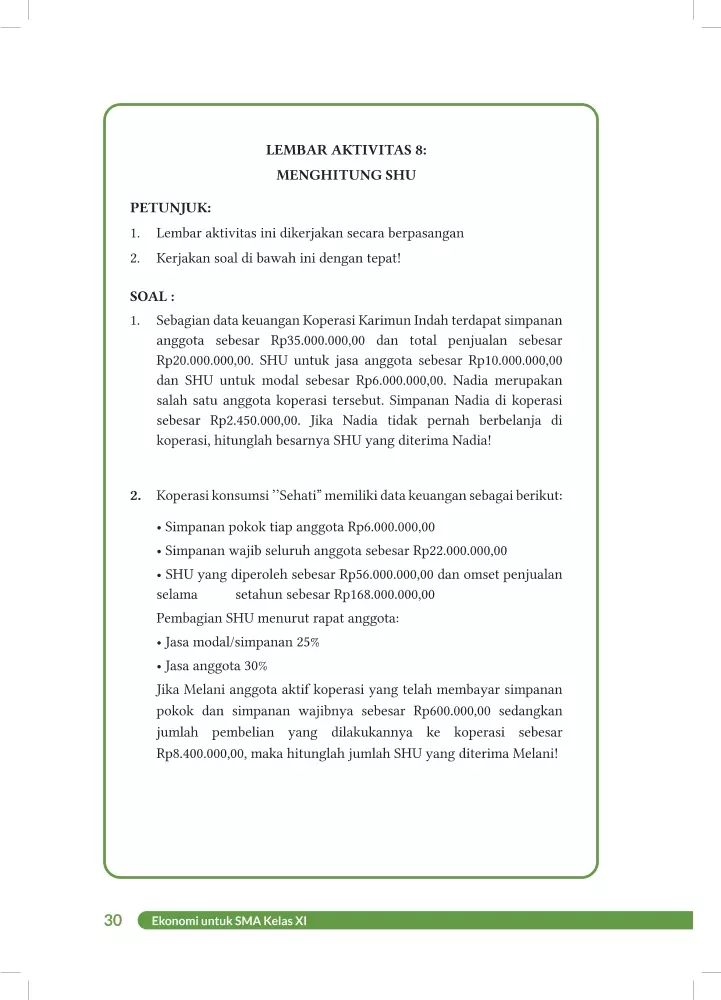 LEMBAR AKTIVITAS 8:
MENGHITUNG SHU
PETUNJUK:
1. Lembar aktivitas ini dikerjakan secara berpasangan
2. Kerjakan soal di bawah ini dengan tepat!
SOAL :
1. Sebagian data keuangan Koperasi Karimun Indah terdapat simpanan
anggota sebesar Rp35.000.000,00 dan total penjualan sebesar
Rp20.000.000,00. SHU untuk jasa anggota sebesar Rp10.000.000,00
dan SHU untuk modal sebesar Rp6.000.000,00. Nadia merupakan
salah satu anggota koperasi tersebut. Simpanan Nadia di koperasi
sebesar Rp2.450.000,00. Jika Nadia tidak pernah berbelanja di
koperasi, hitunglah besarnya SHU yang diterima Nadia!
2. Koperasi konsumsi ’’Sehati” memiliki data keuangan sebagai berikut:
• Simpanan pokok tiap anggota Rp6.000.000,00
• Simpanan wajib seluruh anggota sebesar Rp22.000.000,00
• SHU yang diperoleh sebesar Rp56.000.000,00 dan omset penjualan
selama setahun sebesar Rp168.000.000,00
Pembagian SHU menurut rapat anggota:
• Jasa modal/simpanan 25%
• Jasa anggota 30%
Jika Melani anggota aktif koperasi yang telah membayar simpanan
pokok dan simpanan wajibnya sebesar Rp600.000,00 sedangkan
jumlah pembelian yang dilakukannya ke koperasi sebesar
Rp8.400.000,00, maka hitunglah jumlah SHU yang diterima Melani!
30 Ekonomi untuk SMA Kelas XI